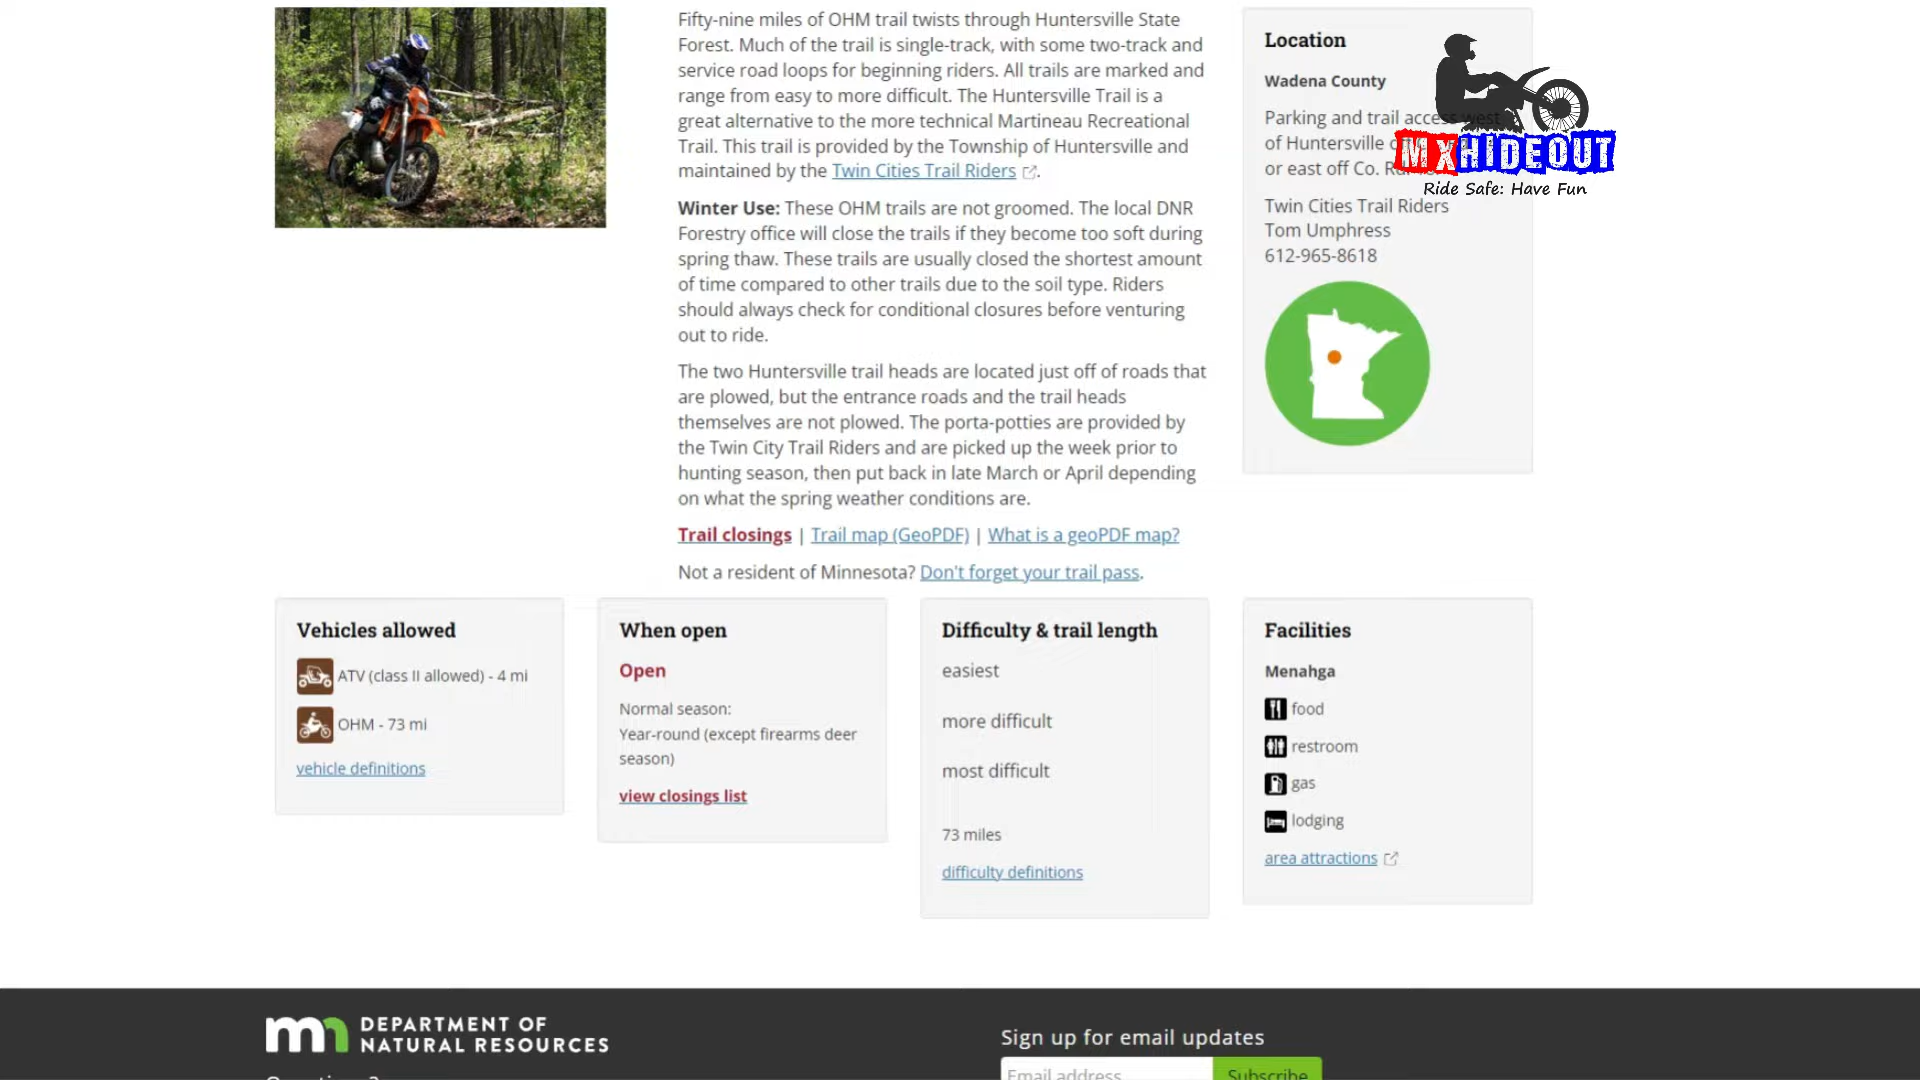 Fifty-nine miles of OHM trail twists through Huntersville State
Forest. Much of the trail is single-track, with some two-track and
service road loops for beginning riders. All trails are marked and
range from easy to more difficult. The Huntersville Trail is a
great alternative to the more technical Martineau Recreational
Trail. This trail is provided by the Township of Huntersville and
maintained by the Twin Cities Trail Riders.
Winter Use: These OHM trails are not groomed. The local DNR
Forestry office will close the trails if they become too soft during
spring thaw. These trails are usually closed the shortest amount
of time compared to other trails due to the soil type. Riders
should always check for conditional closures before venturing
out to ride.
The two Huntersville trail heads are located just off of roads that
are plowed, but the entrance roads and the trail heads
themselves are not plowed. The porta-potties are provided by
the Twin City Trail Riders and are picked up the week prior to
hunting season, then put back in late March or April depending
on what the spring weather conditions are.
Trail closings | Trail map (GeoPDF) | What is a geoPDF map?
Not a resident of Minnesota? Don't forget your trail pass.
Location
Wadena County
Parking and trail access west
of Huntersville
or east off Co.
MXHIDEOUT
Ride Safe: Have Fun
Twin Cities Trail Riders
Tom Umphress
612-965-8618
Vehicles allowed
ATV (class II allowed) - 4 mi
OHM - 73 mi
vehicle definitions
When open
Open
Normal season:
Year-round (except firearms deer
season)
view closings list
Difficulty & trail length
easiest
more difficult
most difficult
73 miles
difficulty definitions
Facilities
Menahga
food
restroom
gas
lodging
area attractions
mn DEPARTMENT OF
NATURAL RESOURCES
Sign up for email updates
Email address
Subscribe